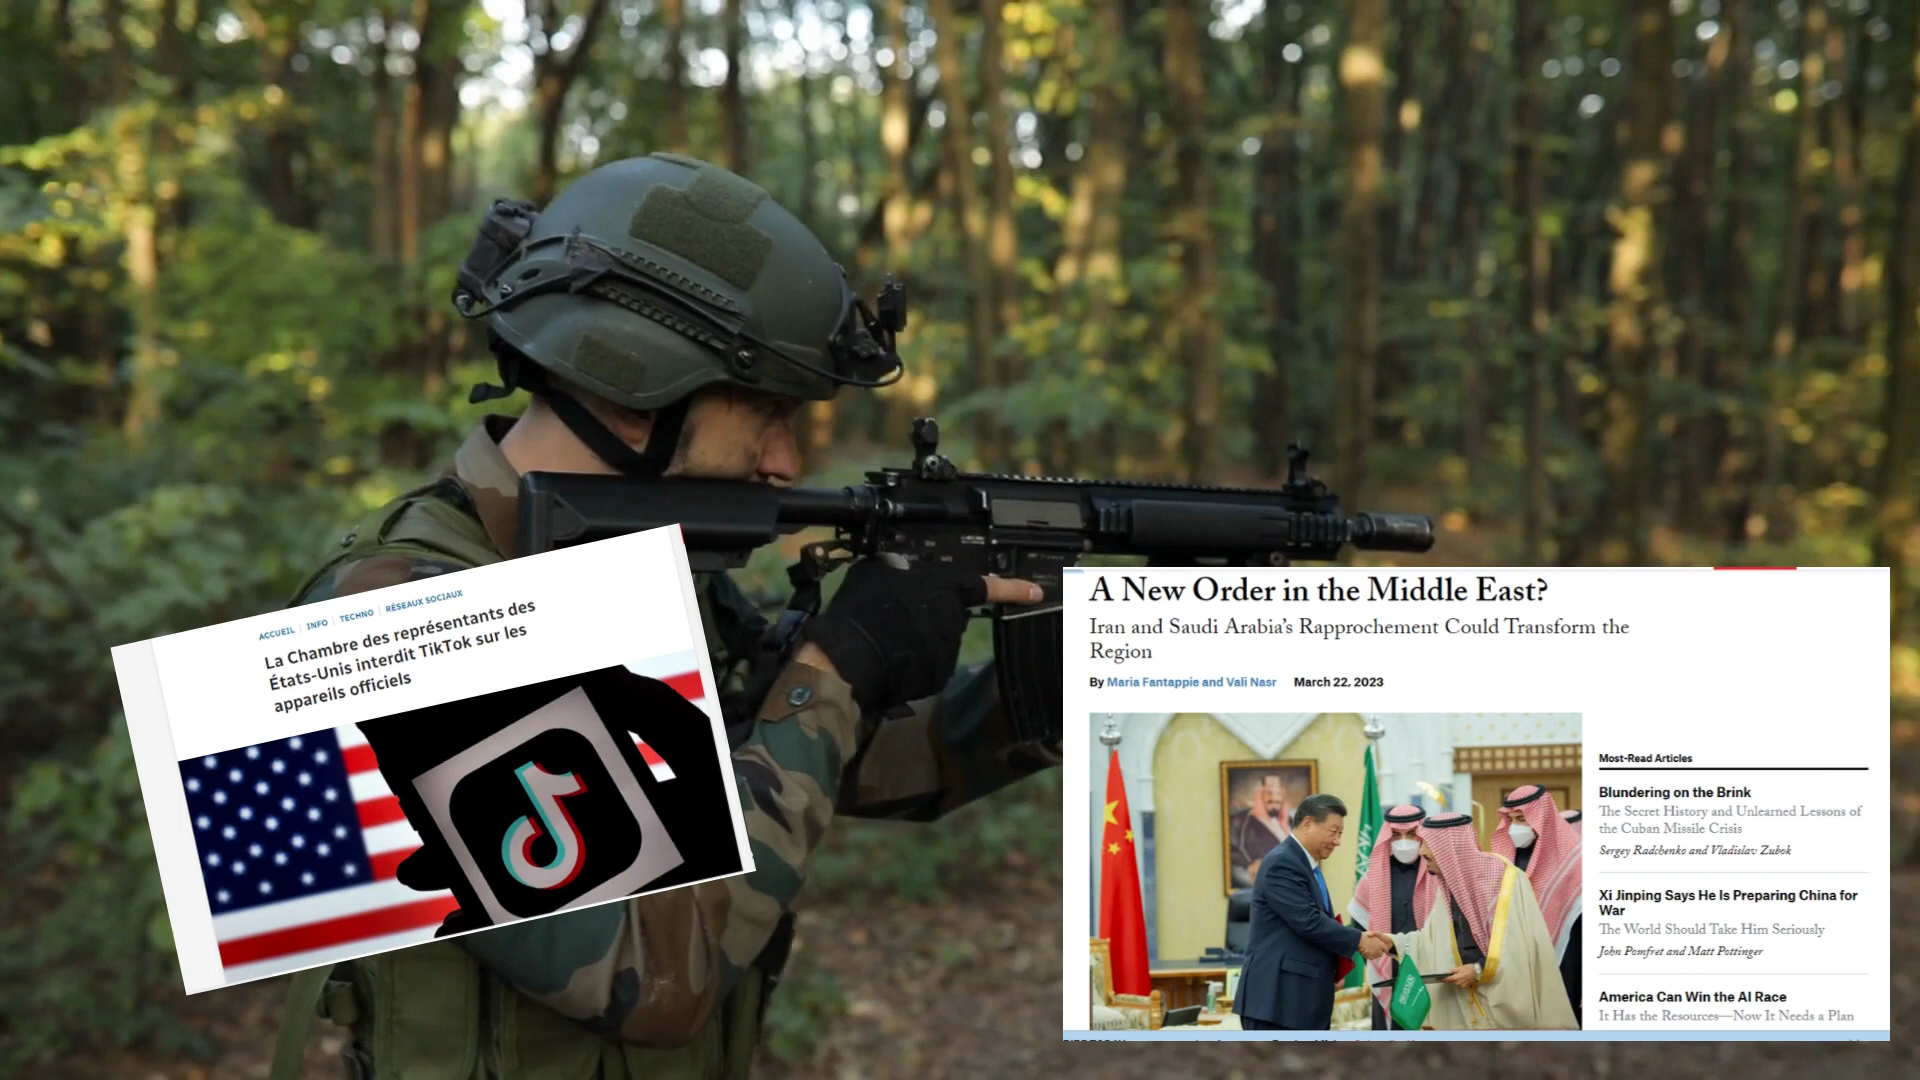 ACCUEIL | INFO | TECHNO | RÉSEAUX SOCIAUX
La Chambre des représentants des
États-Unis interdit TikTok sur les
appareils officiels
A New Order in the Middle East?
Iran and Saudi Arabia's Rapprochement Could Transform the
Region
By Maria Fantappie and Vali Nasr March 22, 2023
Most-Read Articles
Blundering on the Brink
The Secret History and Unlearned Lessons of
the Cuban Missile Crisis
Sergey Radchenko and Vladislav Zubok
Xi Jinping Says He Is Preparing China for
War
The World Should Take Him Seriously
John Pomfret and Matt Pottinger
America Can Win the AI Race
It Has the Resources—Now It Needs a Plan